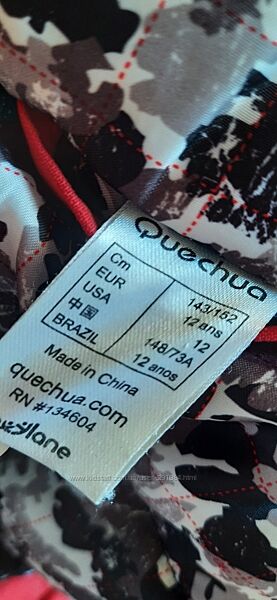 Quechua
Cm 143/152
EUR 12 ans
USA 12
中国 148/73A
BRAZIL 12 anos
Made in China
quechua.com
RN #134604